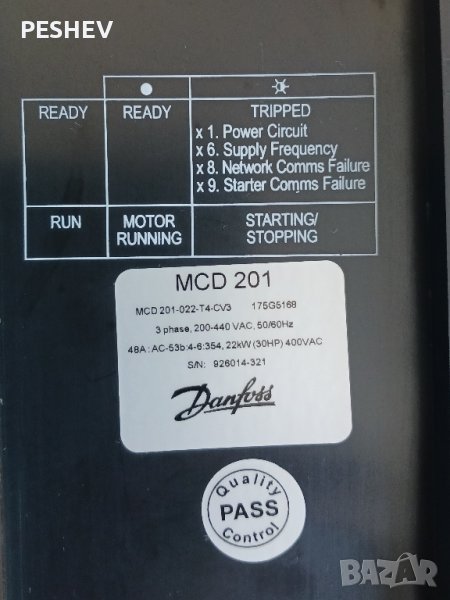 PESHEV
READY READY TRIPPED
x 1. Power Circuit
x 6. Supply Frequency
x 8. Network Comms Failure
x 9. Starter Comms Failure
RUN MOTOR RUNNING STARTING/ STOPPING
MCD 201
MCD 201-022-T4-CV3 175G5168
3 phase, 200-440 VAC, 50/60Hz
48A : AC-53b:4-6:354, 22kW (30HP) 400VAC
S/N: 926014-321
Danfoss
Quality
PASS
Control
BAZAR